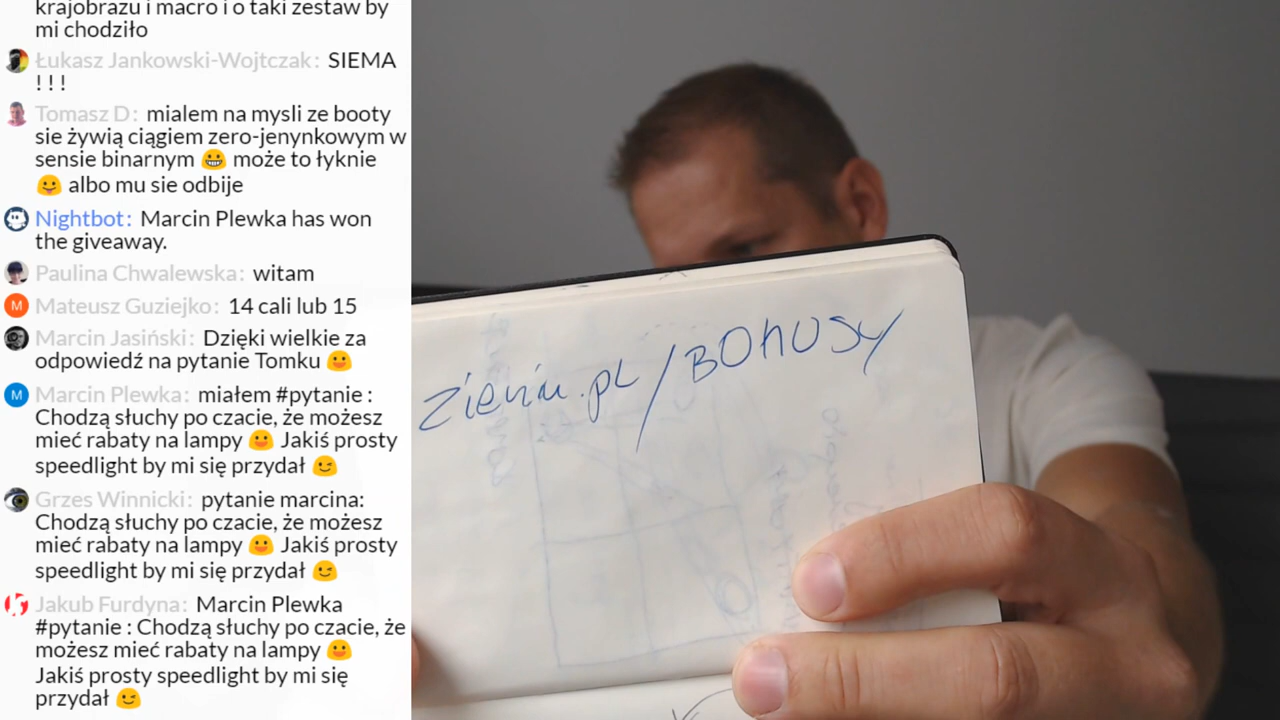 krajobrazu i macro i o taki zestaw by
mi chodziło
Łukasz Jankowski-Wojtczak: SIEMA
! ! !
Tomasz D: mialem na mysli ze booty
sie żywią ciągiem zero-jenynkowym w
sensie binarnym 😀 może to łyknie
😛 albo mu sie odbije
Nightbot: Marcin Plewka has won
the giveaway.
Paulina Chwalewska: witam
M Mateusz Guziejko: 14 cali lub 15
Marcin Jasiński: Dzięki wielkie za
odpowiedź na pytanie Tomku 😀
M Marcin Plewka: miałem #pytanie :
Chodzą słuchy po czacie, że możesz
mieć rabaty na lampy 😀 Jakiś prosty
speedlight by mi się przydał 😉
Grzes Winnicki: pytanie marcina:
Chodzą słuchy po czacie, że możesz
mieć rabaty na lampy 😀 Jakiś prosty
speedlight by mi się przydał 😉
Jakub Furdyna: Marcin Plewka
#pytanie : Chodzą słuchy po czacie, że
możesz mieć rabaty na lampy 😀
Jakiś prosty speedlight by mi się
przydał 😉
/BONUSY